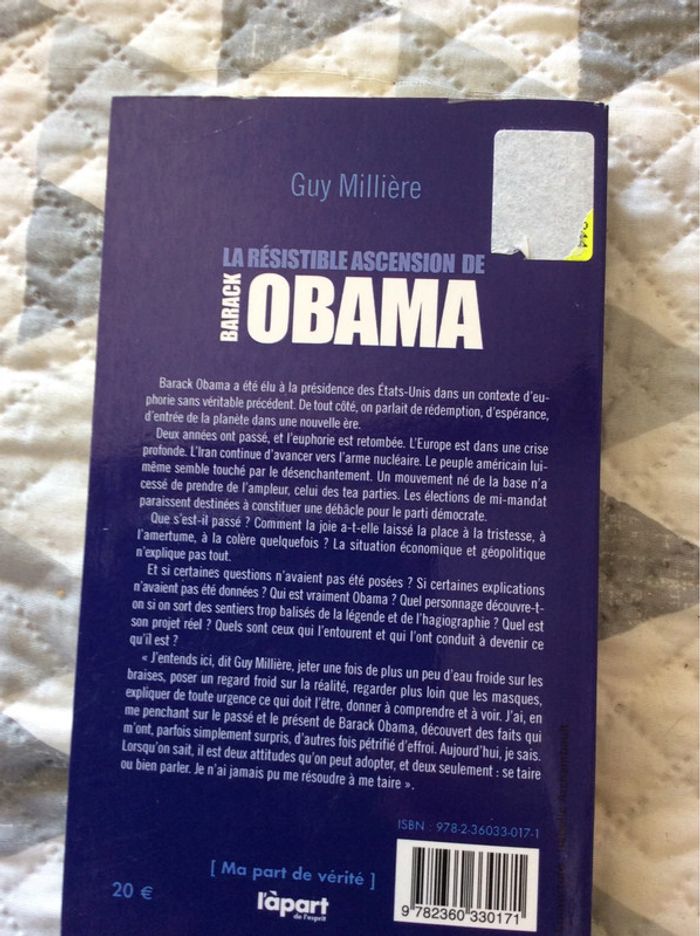 Guy Millière
LA RÉSISTIBLE ASCENSION DE
BARACK
OBAMA
Barack Obama a été élu à la présidence des États-Unis dans un contexte d'eu-
phorie sans véritable précédent. De tout côté, on parlait de rédemption, d'espérance,
d'entrée de la planète dans une nouvelle ère.
Deux années ont passé, et l'euphorie est retombée. L'Europe est dans une crise
profonde. L'Iran continue d'avancer vers l'arme nucléaire. Le peuple américain lui-
même semble touché par le désenchantement. Un mouvement né de la base n'a
cessé de prendre de l'ampleur, celui des tea parties. Les élections de mi-mandat
paraissent destinées à constituer une débâcle pour le parti démocrate.
Que s'est-il passé ? Comment la joie a-t-elle laissé la place à la tristesse, à
l'amertume, à la colère quelquefois ? La situation économique et géopolitique
n'explique pas tout.
Et si certaines questions n'avaient pas été posées ? Si certaines explications
n'avaient pas été données ? Qui est vraiment Obama ? Quel personnage découvre-t-
on si on sort des sentiers trop balisés de la légende et de l'hagiographie ? Quel est
son projet réel ? Quels sont ceux qui l'entourent et qui l'ont conduit à devenir ce
qu'il est ?
« J'entends ici, dit Guy Millière, jeter une fois de plus un peu d'eau froide sur les
braises, poser un regard froid sur la réalité, regarder plus loin que les masques,
expliquer de toute urgence ce qui doit l'être, donner à comprendre et à voir. J'ai, en
me penchant sur le passé et le présent de Barack Obama, découvert des faits qui
m'ont, parfois simplement surpris, d'autres fois pétrifié d'effroi. Aujourd'hui, je sais.
Lorsqu'on sait, il est deux attitudes qu'on peut adopter, et deux seulement : se taire
ou bien parler. Je n'ai jamais pu me résoudre à me taire ».
ISBN : 978-2-36033-017-1
[ Ma part de vérité ]
20 €
l'àpart
de l'esprit
9 782360 330171